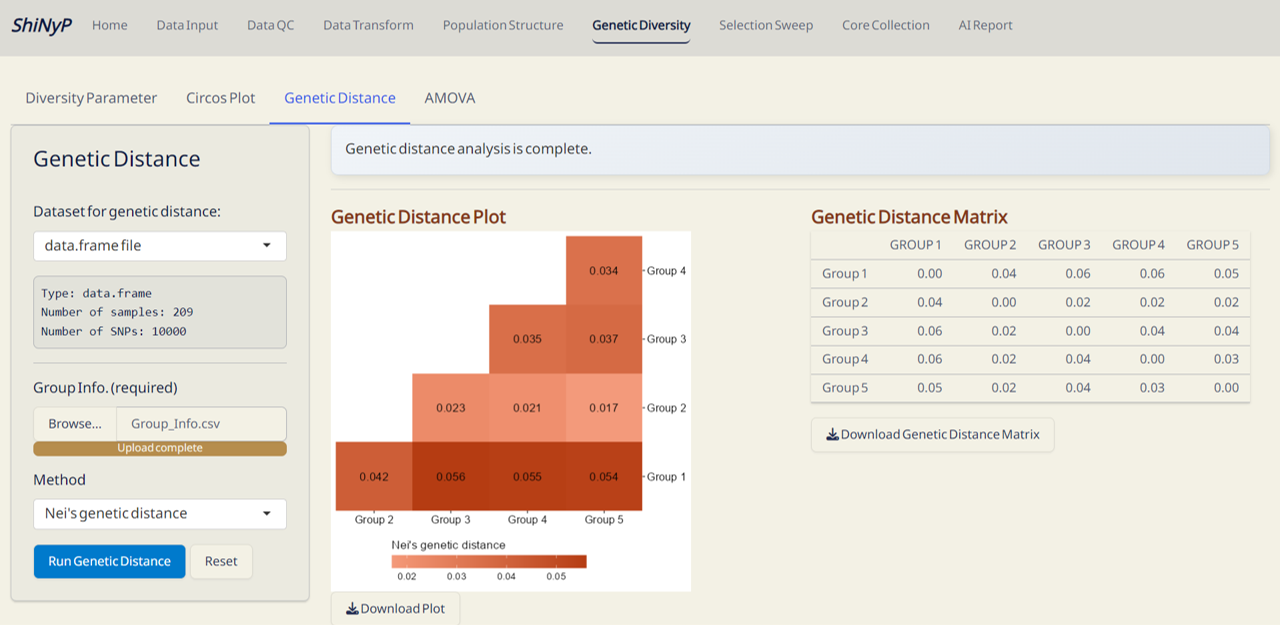 ShiNyP Home Data Input Data QC Data Transform Population Structure Genetic Diversity Selection Sweep Core Collection AI Report
Diversity Parameter Circos Plot Genetic Distance AMOVA
Genetic Distance
Dataset for genetic distance:
data.frame file
Type: data.frame
Number of samples: 209
Number of SNPs: 10000
Group Info. (required)
Browse... Group_Info.csv
Upload complete
Method
Nei's genetic distance
Run Genetic Distance Reset
Genetic distance analysis is complete.
Genetic Distance Plot
0.034 Group 4
0.035 0.037 Group 3
0.023 0.021 0.017 Group 2
0.042 0.056 0.055 0.054 Group 1
Group 2 Group 3 Group 4 Group 5
Nei's genetic distance
0.02 0.03 0.04 0.05
Download Plot
Genetic Distance Matrix
GROUP 1 GROUP 2 GROUP 3 GROUP 4 GROUP 5
Group 1 0.00 0.04 0.06 0.06 0.05
Group 2 0.04 0.00 0.02 0.02 0.02
Group 3 0.06 0.02 0.00 0.04 0.04
Group 4 0.06 0.02 0.04 0.00 0.03
Group 5 0.05 0.02 0.04 0.03 0.00
Download Genetic Distance Matrix